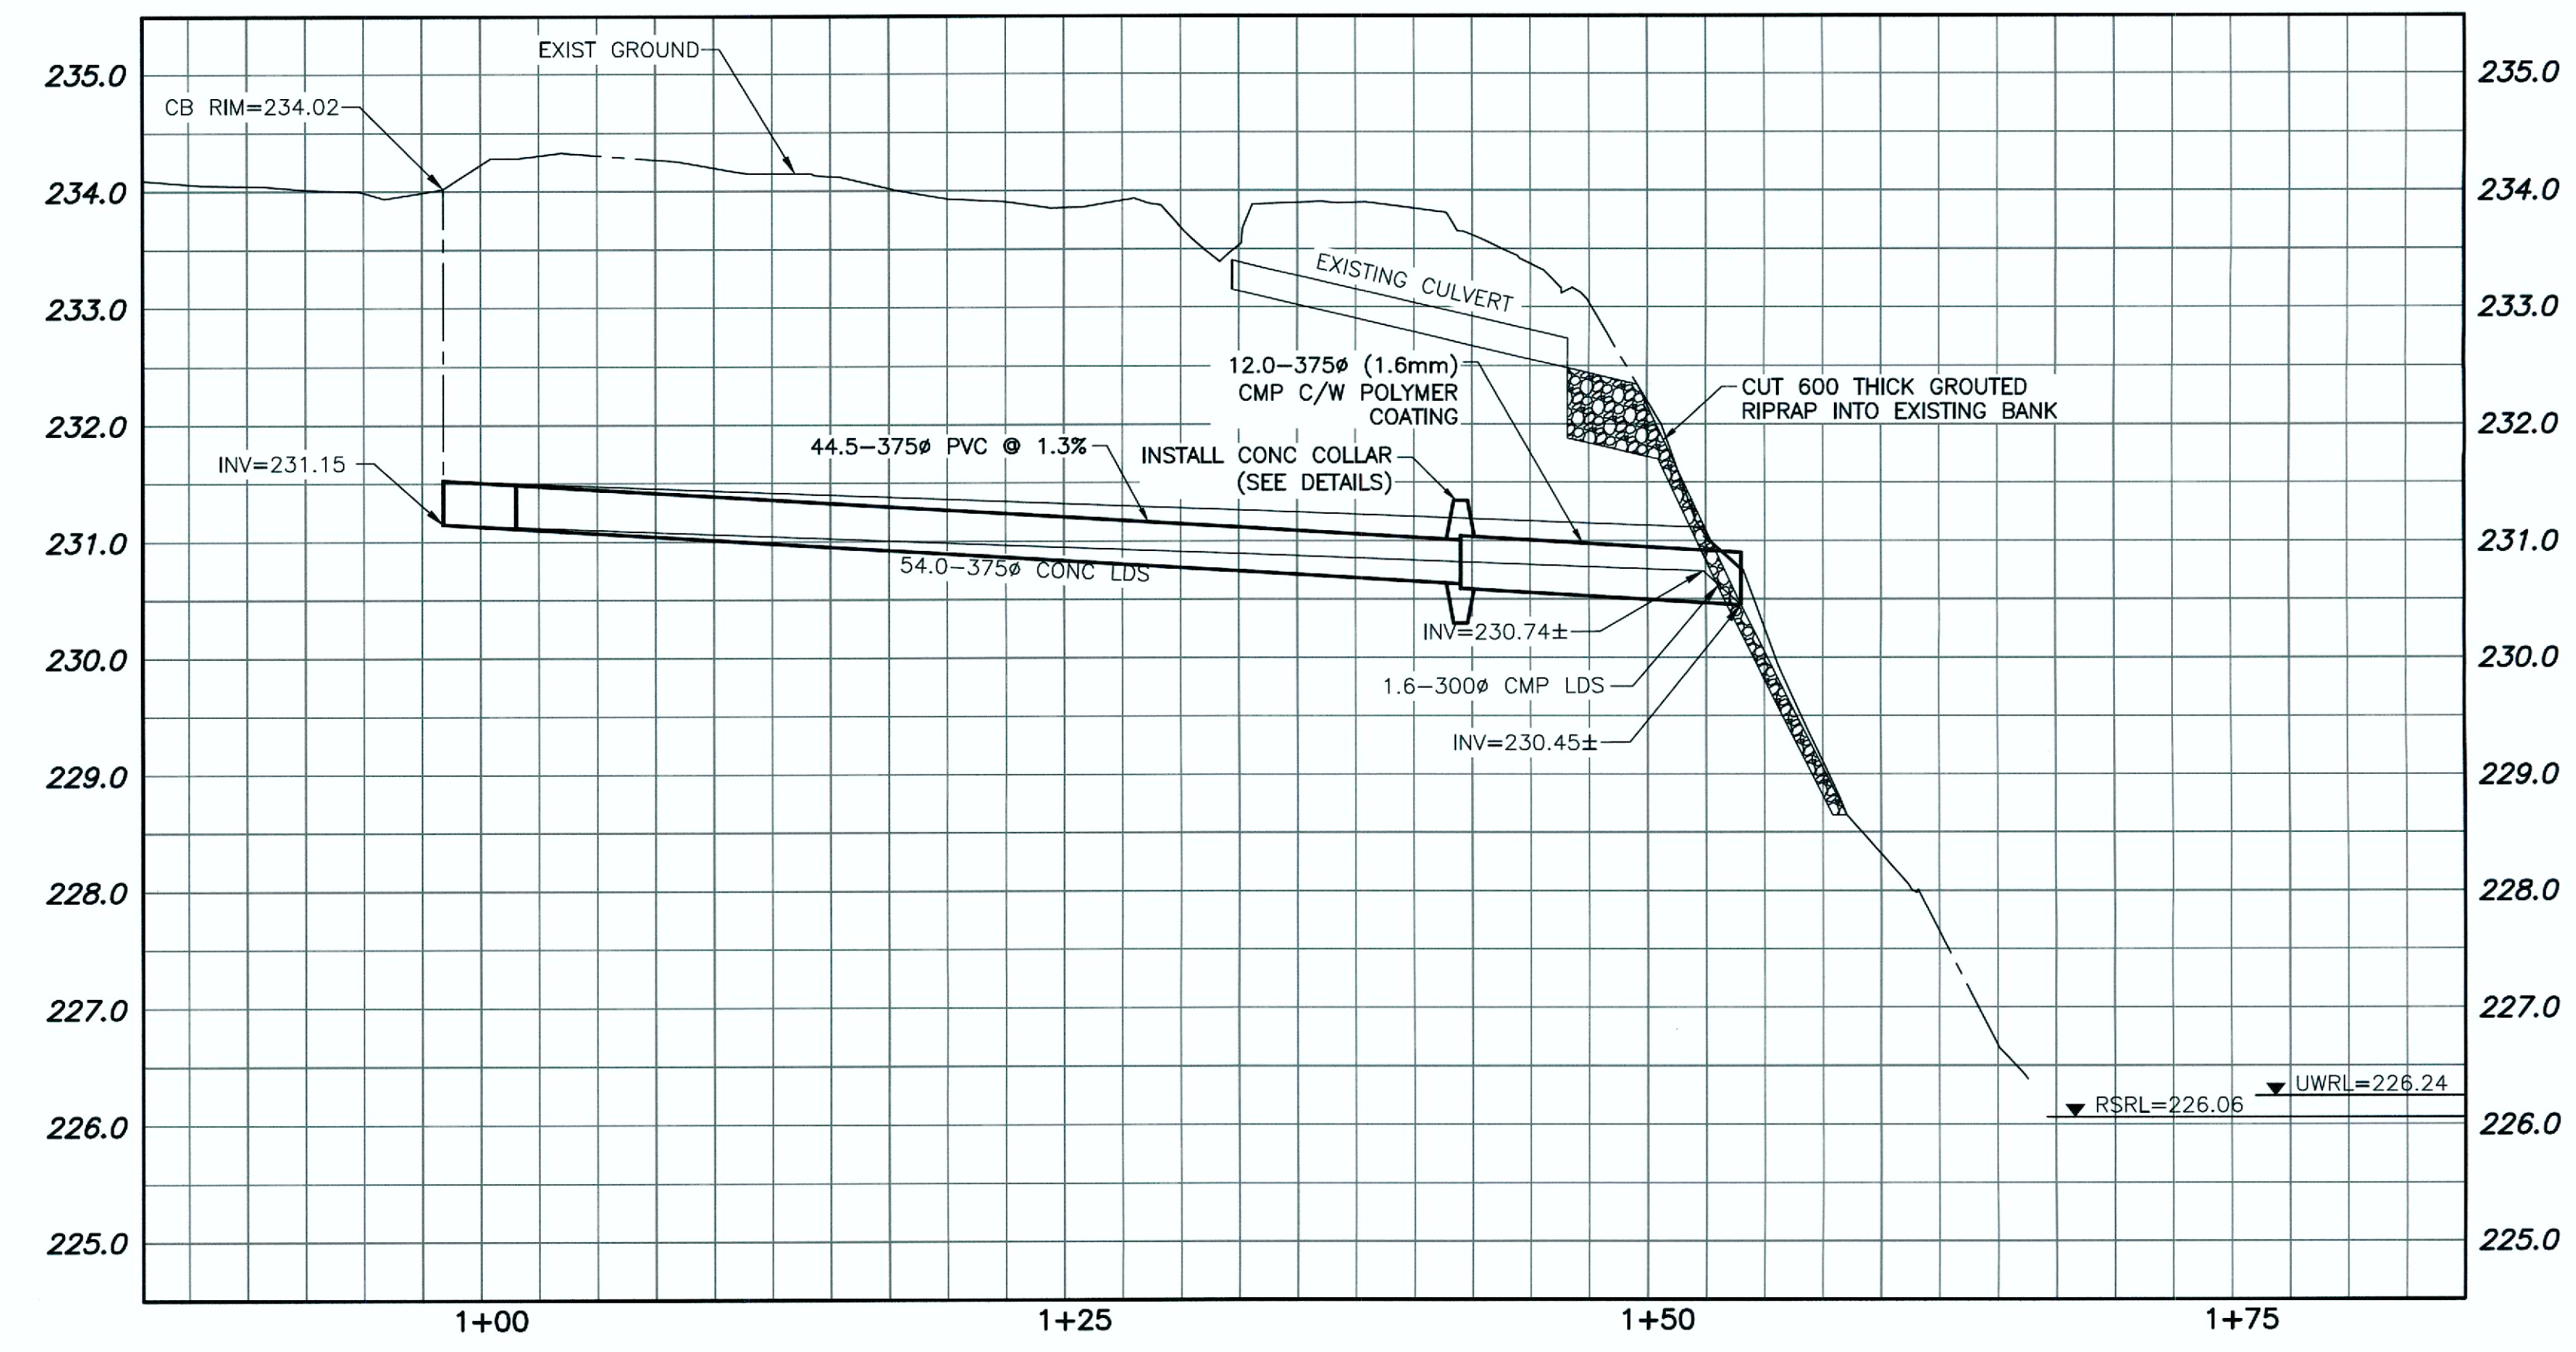 EXIST GROUND
235.0
235.0
CB RIM=234.02
234.0
234.0
EXISTING CULVERT
233.0
233.0
12.0-375ø (1.6mm)
CMP C/W POLYMER
COATING
CUT 600 THICK GROUTED
RIPRAP INTO EXISTING BANK
232.0
232.0
44.5-375ø PVC @ 1.3%
INSTALL CONC COLLAR
(SEE DETAILS)
INV=231.15
231.0
231.0
54.0-375ø CONC LDS
INV=230.74±
230.0
230.0
1.6-300ø CMP LDS
INV=230.45±
229.0
229.0
228.0
228.0
227.0
227.0
UWRL=226.24
RSRL=226.06
226.0
226.0
225.0
225.0
1+00
1+25
1+50
1+75